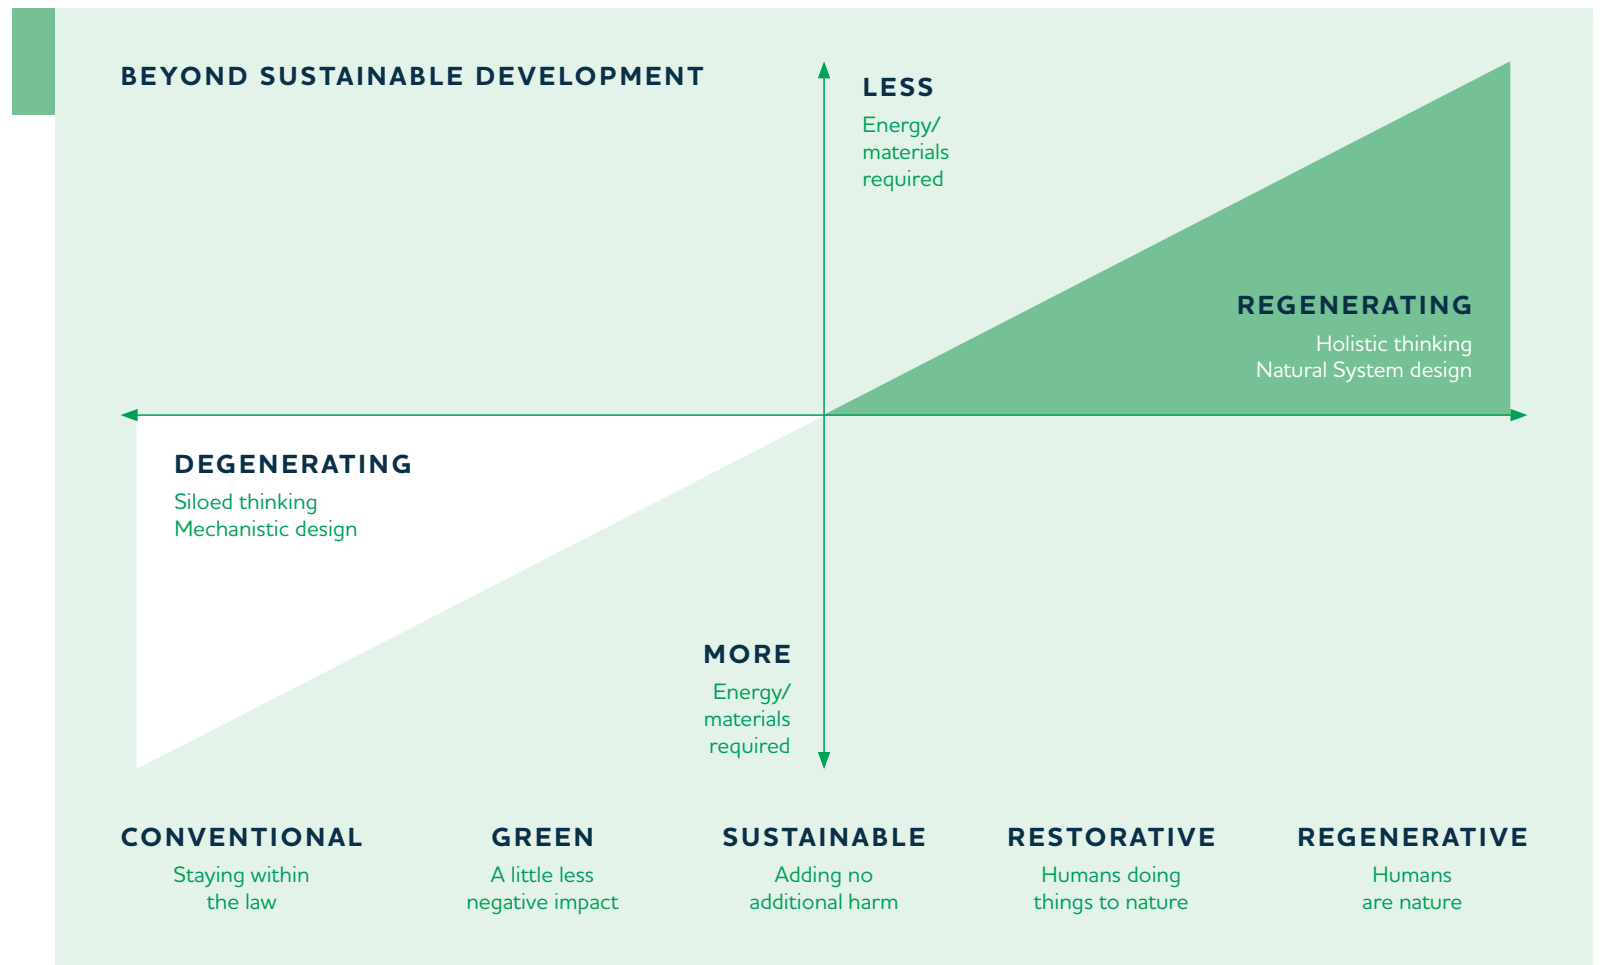 BEYOND SUSTAINABLE DEVELOPMENT
LESS
Energy/
materials
required
REGENERATING
Holistic thinking
Natural System design
DEGENERATING
Siloed thinking
Mechanistic design
MORE
Energy/
materials
required
CONVENTIONAL
Staying within
the law
GREEN
A little less
negative impact
SUSTAINABLE
Adding no
additional harm
RESTORATIVE
Humans doing
things to nature
REGENERATIVE
Humans
are nature